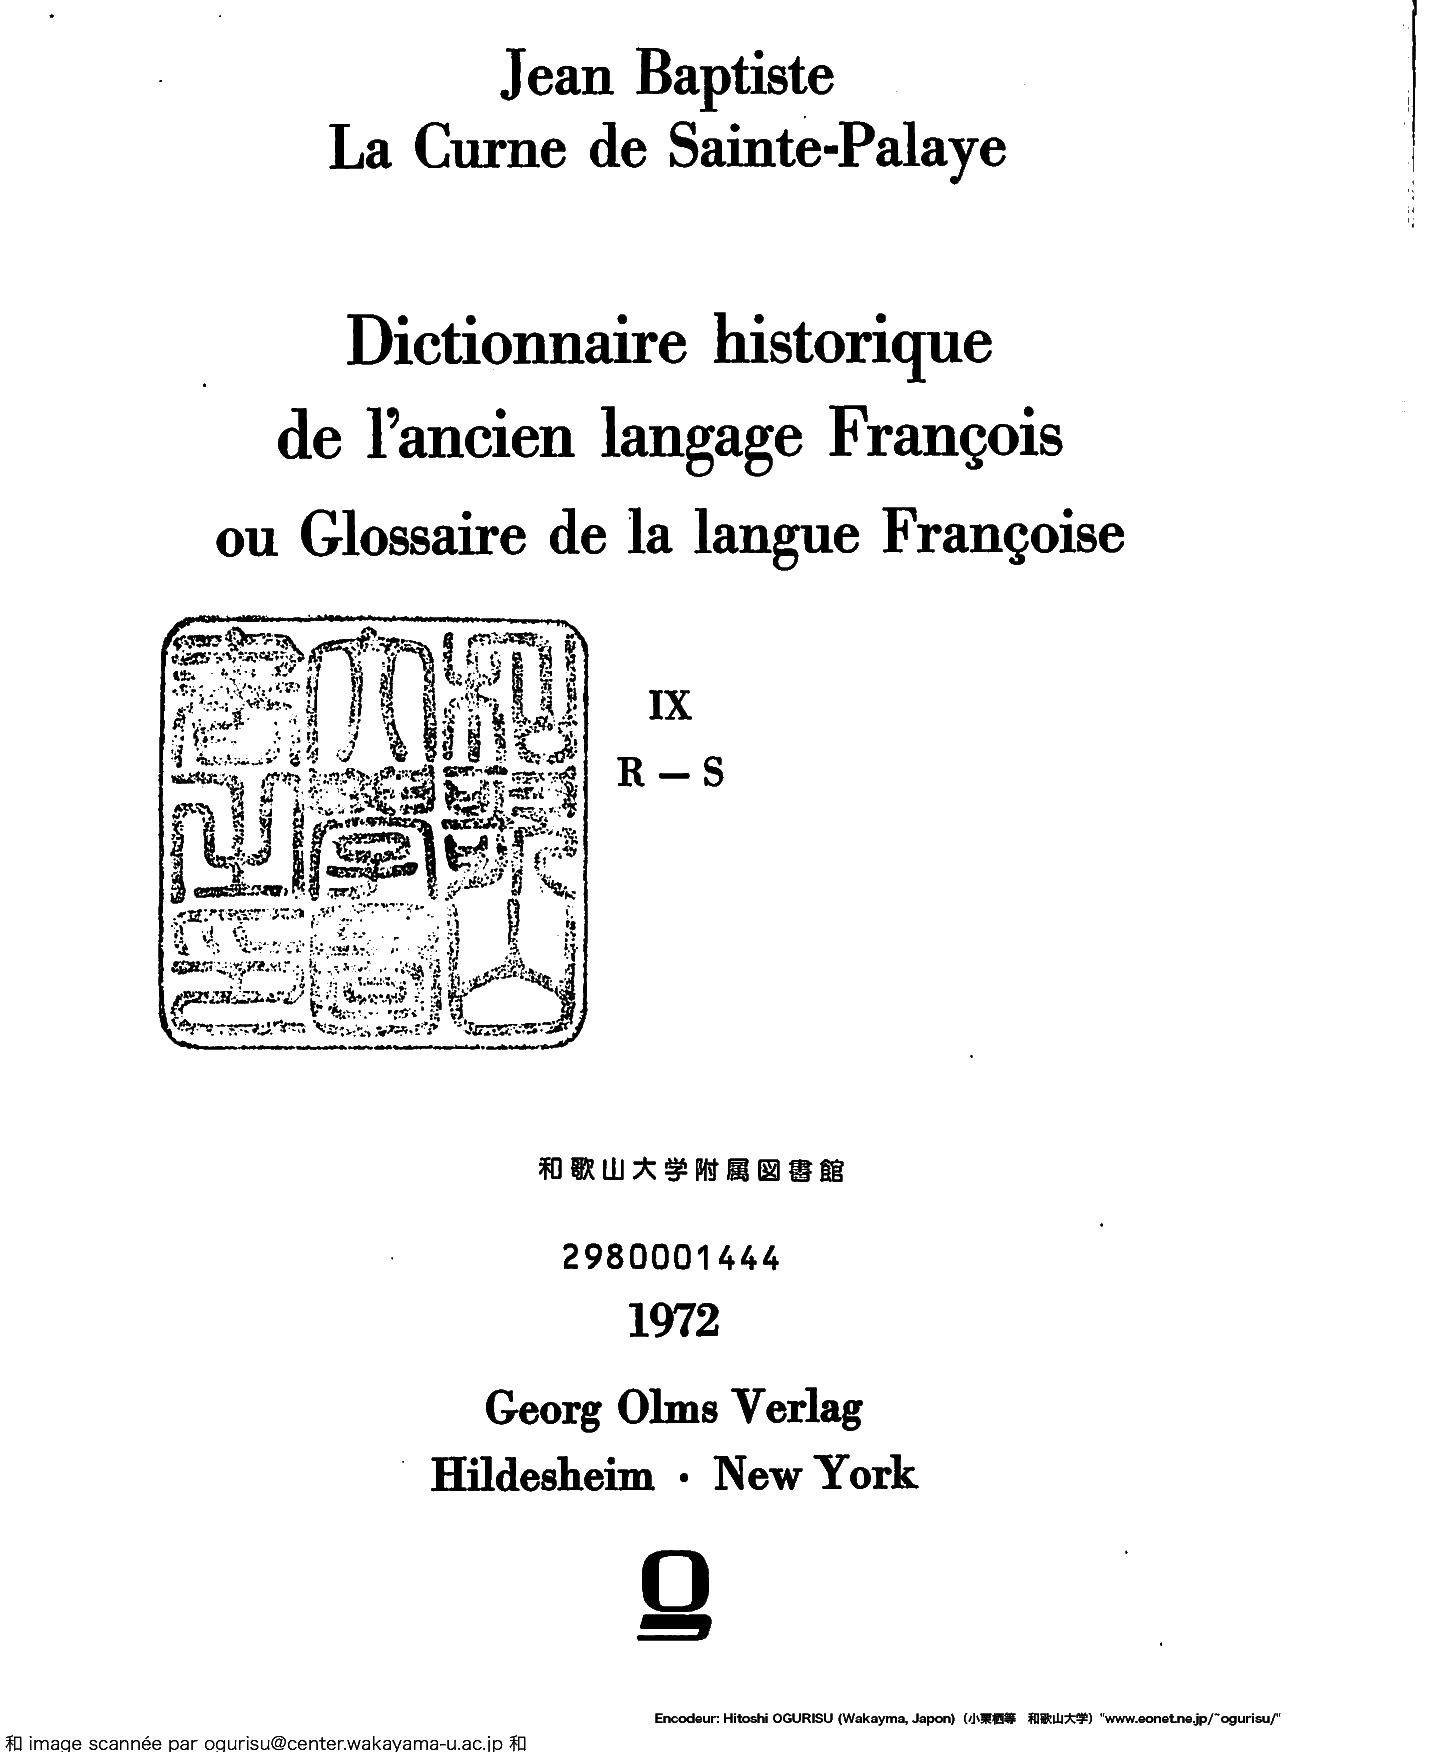 Jean Baptiste
La Curne de Sainte-Palaye
Dictionnaire historique
de l'ancien langage François
ou Glossaire de la langue Françoise
IX
R — S
和歌山大学附属図書館
2980001444
1972
Georg Olms Verlag
Hildesheim · New York
Encodeur: Hitoshi OGURISU (Wakayma, Japon) (小栗栖等 和歌山大学) "www.eonet.ne.jp/~ogurisu/"
和 image scannée par ogurisu@center.wakayama-u.ac.jp 和